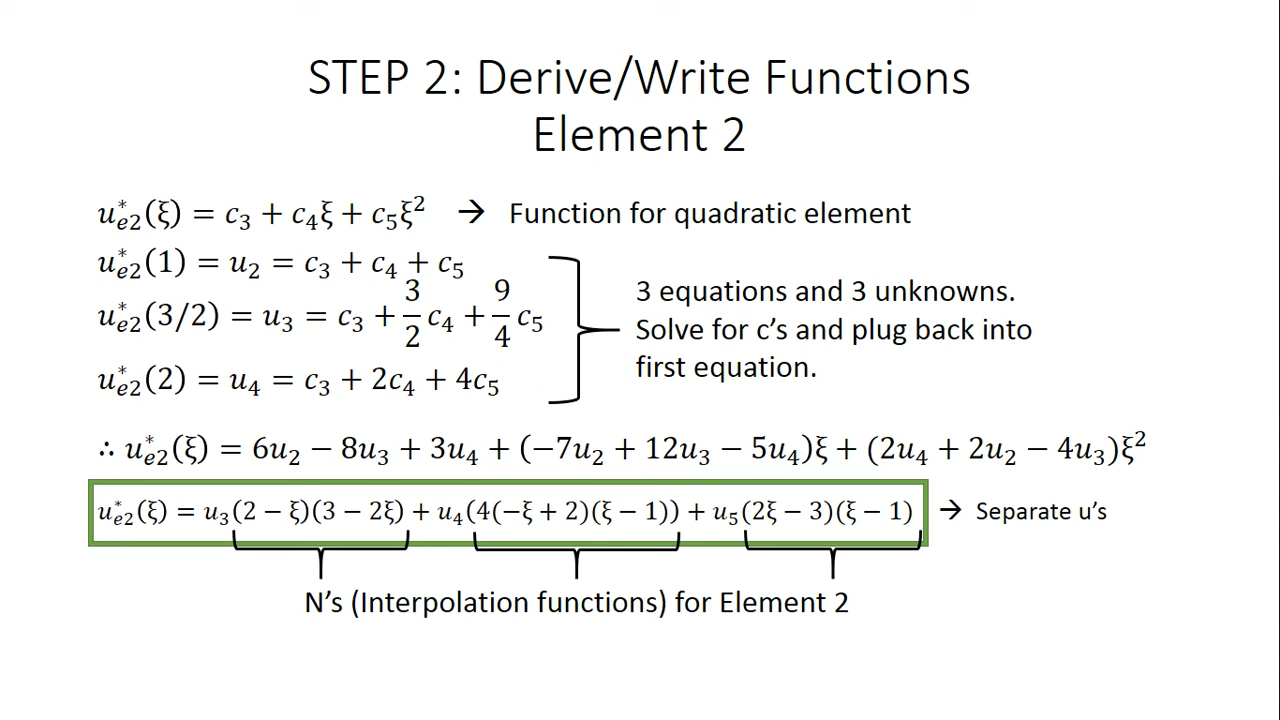 STEP 2: Derive/Write Functions
Element 2
u*ₑ₂(ξ) = c₃ + c₄ξ + c₅ξ² → Function for quadratic element
u*ₑ₂(1) = u₂ = c₃ + c₄ + c₅
u*ₑ₂(3/2) = u₃ = c₃ + 3/2 c₄ + 9/4 c₅
u*ₑ₂(2) = u₄ = c₃ + 2c₄ + 4c₅
3 equations and 3 unknowns.
Solve for c’s and plug back into
first equation.
∴ u*ₑ₂(ξ) = 6u₂ − 8u₃ + 3u₄ + (−7u₂ + 12u₃ − 5u₄)ξ + (2u₄ + 2u₂ − 4u₃)ξ²
u*ₑ₂(ξ) = u₃(2 − ξ)(3 − 2ξ) + u₄(4(−ξ + 2)(ξ − 1)) + u₅(2ξ − 3)(ξ − 1) → Separate u’s
N’s (Interpolation functions) for Element 2